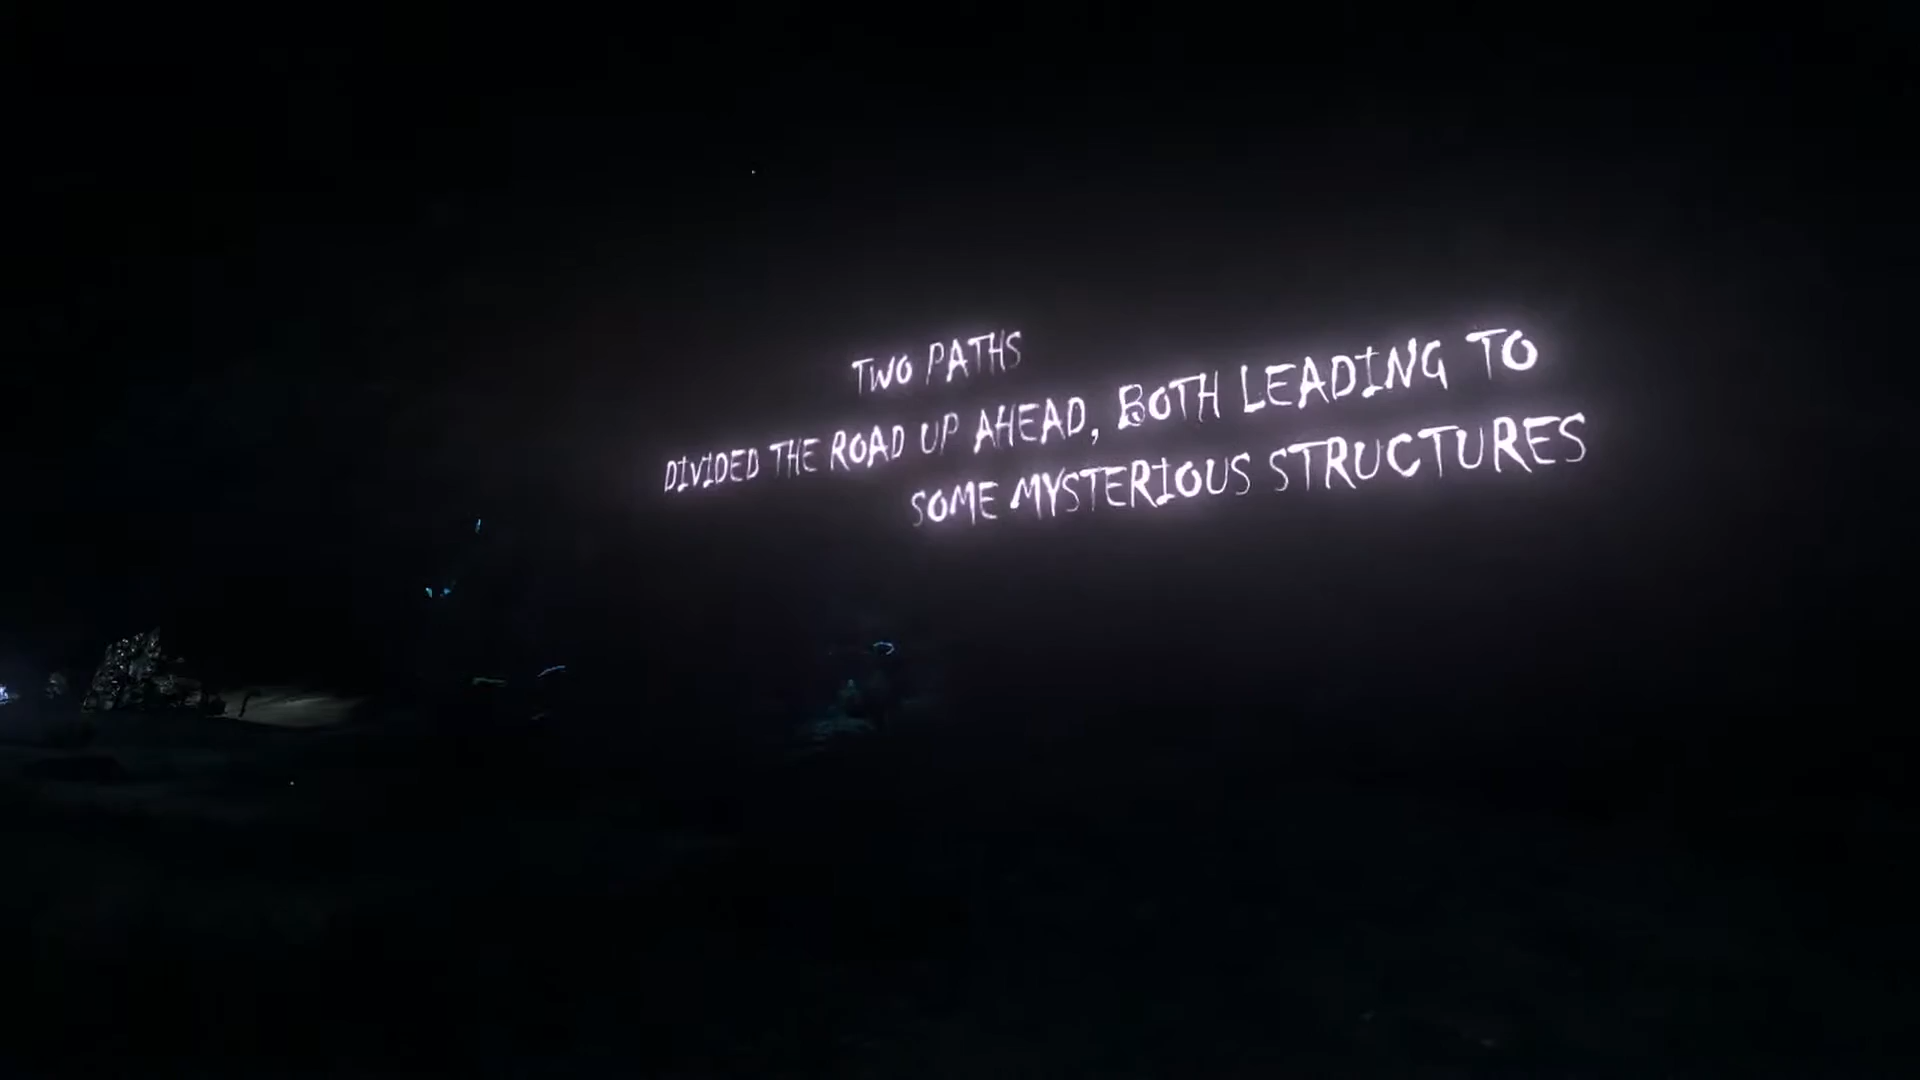 TWO PATHS
DIVIDED THE ROAD UP AHEAD, BOTH LEADING TO
SOME MYSTERIOUS STRUCTURES